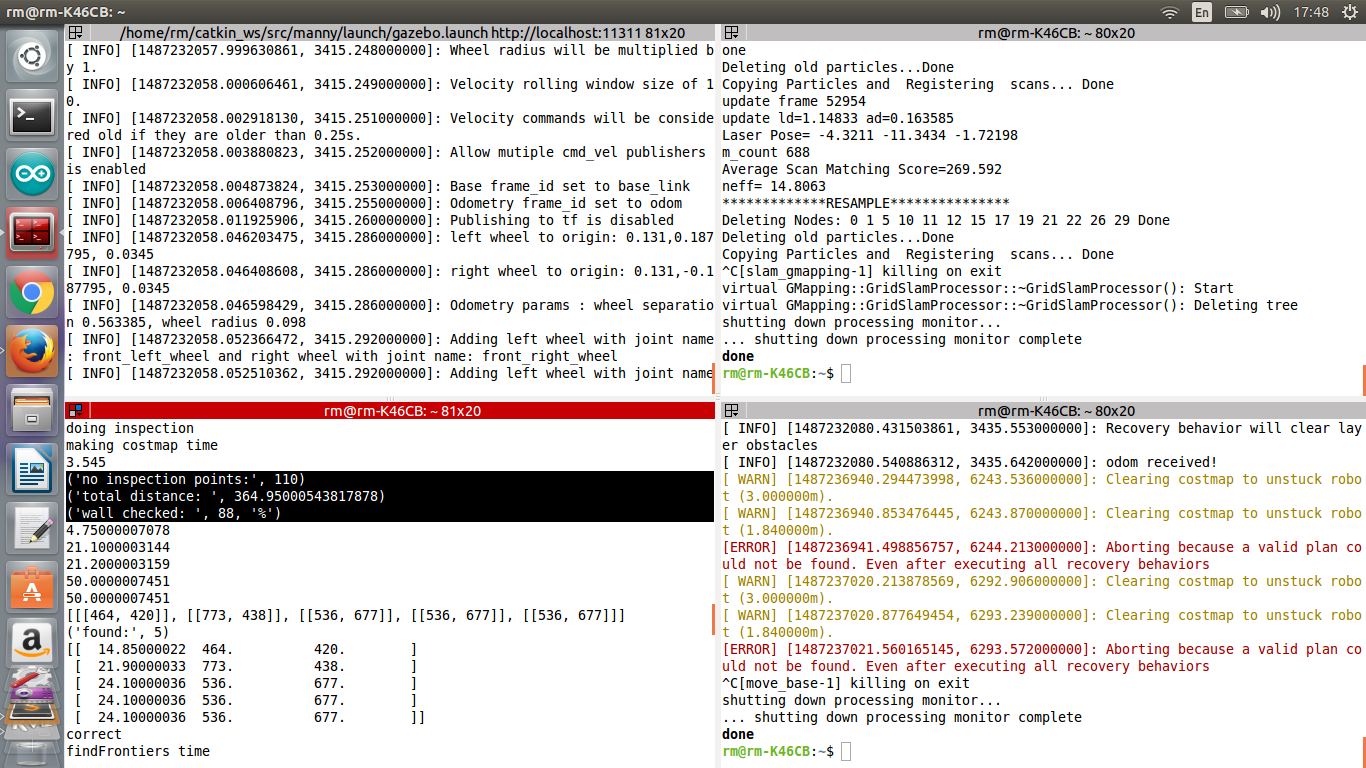 rm@rm-K46CB: ~
En
17:48
/home/rm/catkin_ws/src/manny/launch/gazebo.launch http://localhost:11311 81x20
[ INFO] [1487232057.999630861, 3415.248000000]: Wheel radius will be multiplied b
y 1.
[ INFO] [1487232058.000606461, 3415.249000000]: Velocity rolling window size of 1
0.
[ INFO] [1487232058.002918130, 3415.251000000]: Velocity commands will be conside
red old if they are older than 0.25s.
[ INFO] [1487232058.003880823, 3415.252000000]: Allow mutiple cmd_vel publishers
is enabled
[ INFO] [1487232058.004873824, 3415.253000000]: Base frame_id set to base_link
[ INFO] [1487232058.006408796, 3415.255000000]: Odometry frame_id set to odom
[ INFO] [1487232058.011925906, 3415.260000000]: Publishing to tf is disabled
[ INFO] [1487232058.046203475, 3415.286000000]: left wheel to origin: 0.131,0.187
795, 0.0345
[ INFO] [1487232058.046408608, 3415.286000000]: right wheel to origin: 0.131,-0.1
87795, 0.0345
[ INFO] [1487232058.046598429, 3415.286000000]: Odometry params : wheel separatio
n 0.563385, wheel radius 0.098
[ INFO] [1487232058.052366472, 3415.292000000]: Adding left wheel with joint name
: front_left_wheel and right wheel with joint name: front_right_wheel
[ INFO] [1487232058.052510362, 3415.292000000]: Adding left wheel with joint name
rm@rm-K46CB: ~ 80x20
one
Deleting old particles...Done
Copying Particles and  Registering  scans... Done
update frame 52954
update ld=1.14833 ad=0.163585
Laser Pose= -4.3211 -11.3434 -1.72198
m_count 688
Average Scan Matching Score=269.592
neff= 14.8063
*************RESAMPLE***************
Deleting Nodes: 0 1 5 10 11 12 15 17 19 21 22 26 29 Done
Deleting old particles...Done
Copying Particles and  Registering  scans... Done
^C[slam_gmapping-1] killing on exit
virtual GMapping::GridSlamProcessor::~GridSlamProcessor(): Start
virtual GMapping::GridSlamProcessor::~GridSlamProcessor(): Deleting tree
shutting down processing monitor...
... shutting down processing monitor complete
done
rm@rm-K46CB:~$
rm@rm-K46CB: ~ 81x20
doing inspection
making costmap time
3.545
('no inspection points:', 110)
('total distance: ', 364.95000543817878)
('wall checked: ', 88, '%')
4.75000007078
21.1000003144
21.2000003159
50.0000007451
50.0000007451
[[[464, 420]], [[773, 438]], [[536, 677]], [[536, 677]], [[536, 677]]]
('found:', 5)
[[  14.85000022  464.          420.        ]
 [  21.90000033  773.          438.        ]
 [  24.10000036  536.          677.        ]
 [  24.10000036  536.          677.        ]
 [  24.10000036  536.          677.        ]]
correct
findFrontiers time
rm@rm-K46CB: ~ 80x20
[ INFO] [1487232080.431503861, 3435.553000000]: Recovery behavior will clear lay
er obstacles
[ INFO] [1487232080.540886312, 3435.642000000]: odom received!
[ WARN] [1487236940.294473998, 6243.536000000]: Clearing costmap to unstuck robo
t (3.000000m).
[ WARN] [1487236940.853476445, 6243.870000000]: Clearing costmap to unstuck robo
t (1.840000m).
[ERROR] [1487236941.498856757, 6244.213000000]: Aborting because a valid plan co
uld not be found. Even after executing all recovery behaviors
[ WARN] [1487237020.213878569, 6292.906000000]: Clearing costmap to unstuck robo
t (3.000000m).
[ WARN] [1487237020.877649454, 6293.239000000]: Clearing costmap to unstuck robo
t (1.840000m).
[ERROR] [1487237021.560165145, 6293.572000000]: Aborting because a valid plan co
uld not be found. Even after executing all recovery behaviors
^C[move_base-1] killing on exit
shutting down processing monitor...
... shutting down processing monitor complete
done
rm@rm-K46CB:~$